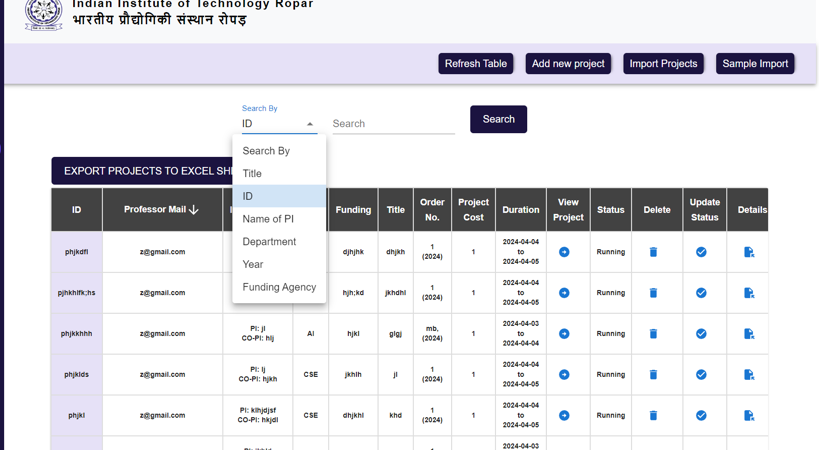 Indian Institute of Technology Ropar
भारतीय प्रौद्योगिकी संस्थान रोपड़
Refresh Table Add new project Import Projects Sample Import
Search By
ID Search Search
Search By
Title
ID
Name of PI
Department
Year
Funding Agency
EXPORT PROJECTS TO EXCEL
ID Professor Mail Funding Title Order No. Project Cost Duration View Project Status Delete Update Status Details
phjkdfl z@gmail.com djhjhk dhjkh 1 (2024) 1 2024-04-04 to 2024-04-05 Running
pjhkhlfk;hs z@gmail.com hjh;kd jkhdhl 1 (2024) 1 2024-04-04 to 2024-04-05 Running
phjkkhhh z@gmail.com PI: jl CO-PI: hlj AI hjkl glgj mb, (2024) 1 2024-04-03 to 2024-04-04 Running
phjklds z@gmail.com PI: lj CO-PI: hjkh CSE jkhlh jl 1 (2024) 1 2024-04-04 to 2024-04-05 Running
phjkl z@gmail.com PI: klhjdjsf CO-PI: hkjdl CSE dhjkhl khd 1 (2024) 1 2024-04-04 to 2024-04-05 Running
2024-04-03